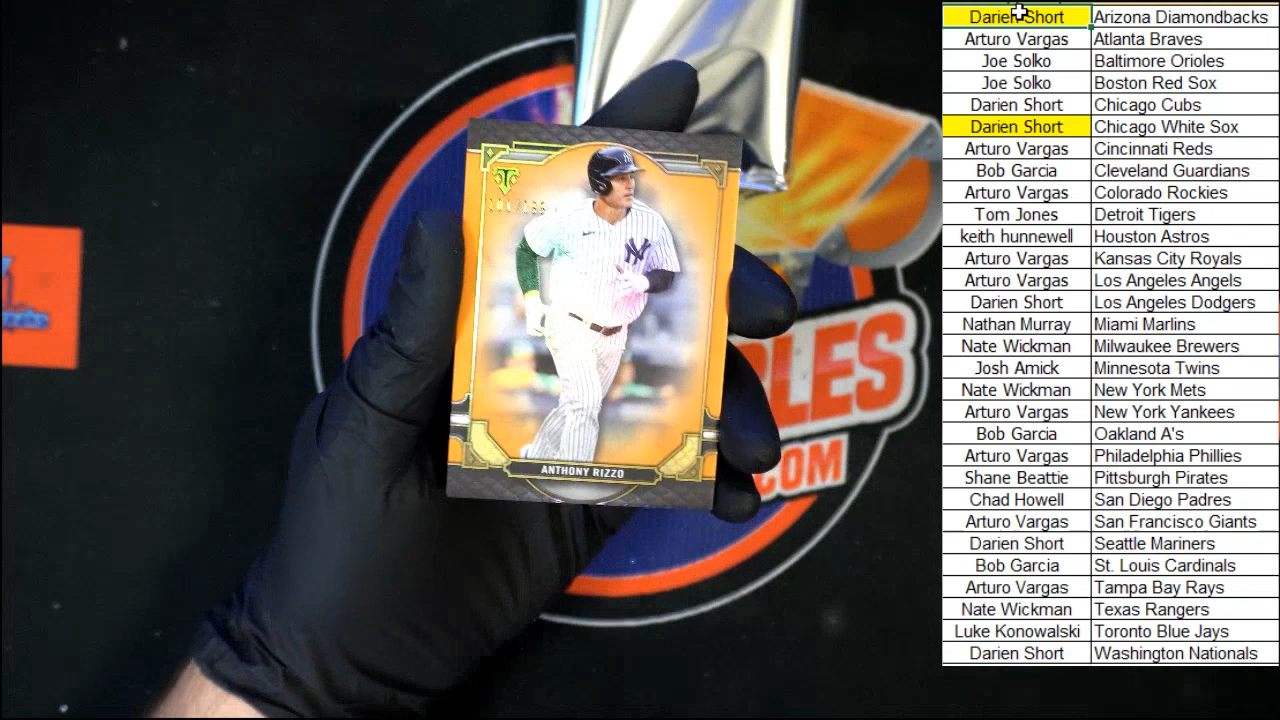 ANTHONY RIZZO
NY
LES
.COM
Darien Short Arizona Diamondbacks
Arturo Vargas Atlanta Braves
Joe Solko Baltimore Orioles
Joe Solko Boston Red Sox
Darien Short Chicago Cubs
Darien Short Chicago White Sox
Arturo Vargas Cincinnati Reds
Bob Garcia Cleveland Guardians
Arturo Vargas Colorado Rockies
Tom Jones Detroit Tigers
keith hunnewell Houston Astros
Arturo Vargas Kansas City Royals
Arturo Vargas Los Angeles Angels
Darien Short Los Angeles Dodgers
Nathan Murray Miami Marlins
Nate Wickman Milwaukee Brewers
Josh Amick Minnesota Twins
Nate Wickman New York Mets
Arturo Vargas New York Yankees
Bob Garcia Oakland A's
Arturo Vargas Philadelphia Phillies
Shane Beattie Pittsburgh Pirates
Chad Howell San Diego Padres
Arturo Vargas San Francisco Giants
Darien Short Seattle Mariners
Bob Garcia St. Louis Cardinals
Arturo Vargas Tampa Bay Rays
Nate Wickman Texas Rangers
Luke Konowalski Toronto Blue Jays
Darien Short Washington Nationals